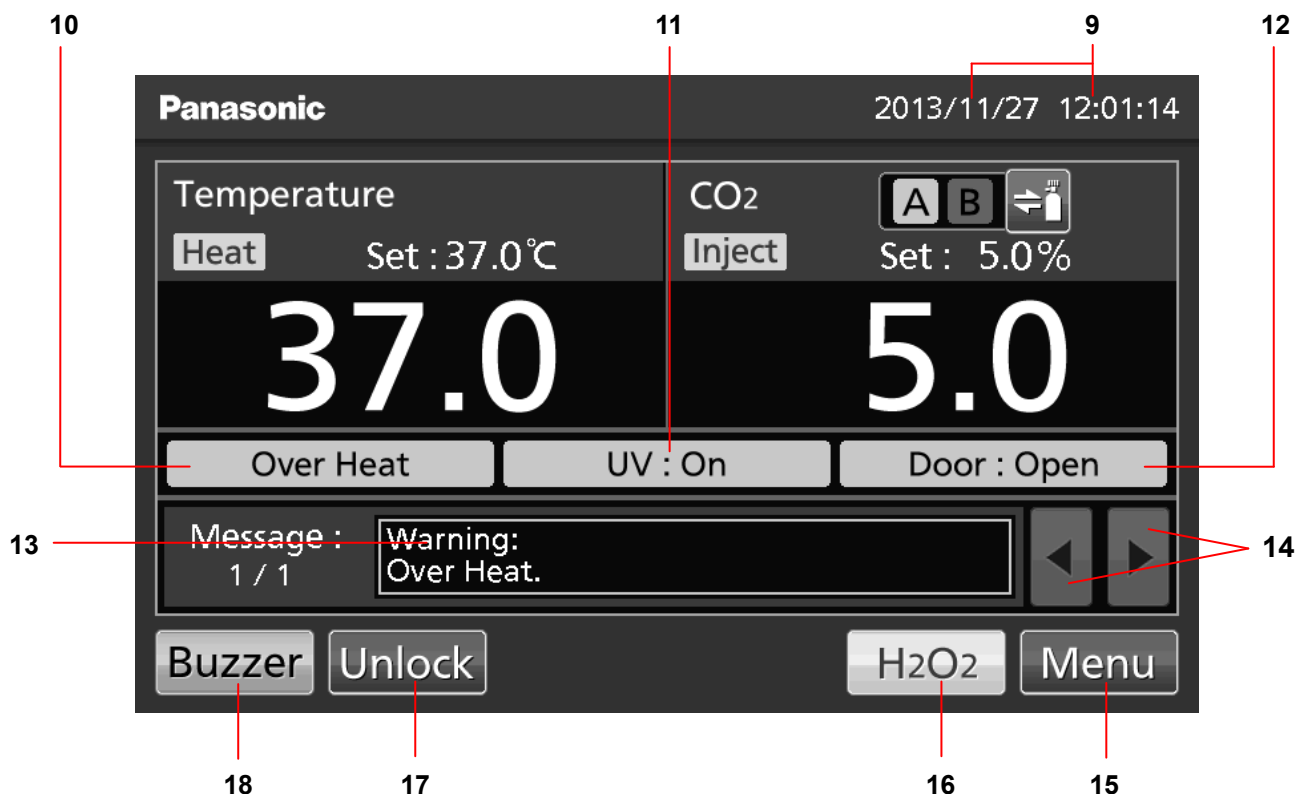 10 11 9 12
Panasonic 2013/11/27 12:01:14
Temperature CO2 A B
Heat Set : 37.0℃ Inject Set : 5.0%
37.0 5.0
Over Heat UV : On Door : Open
13 Message : Warning: 14
1 / 1 Over Heat.
Buzzer Unlock H2O2 Menu
18 17 16 15